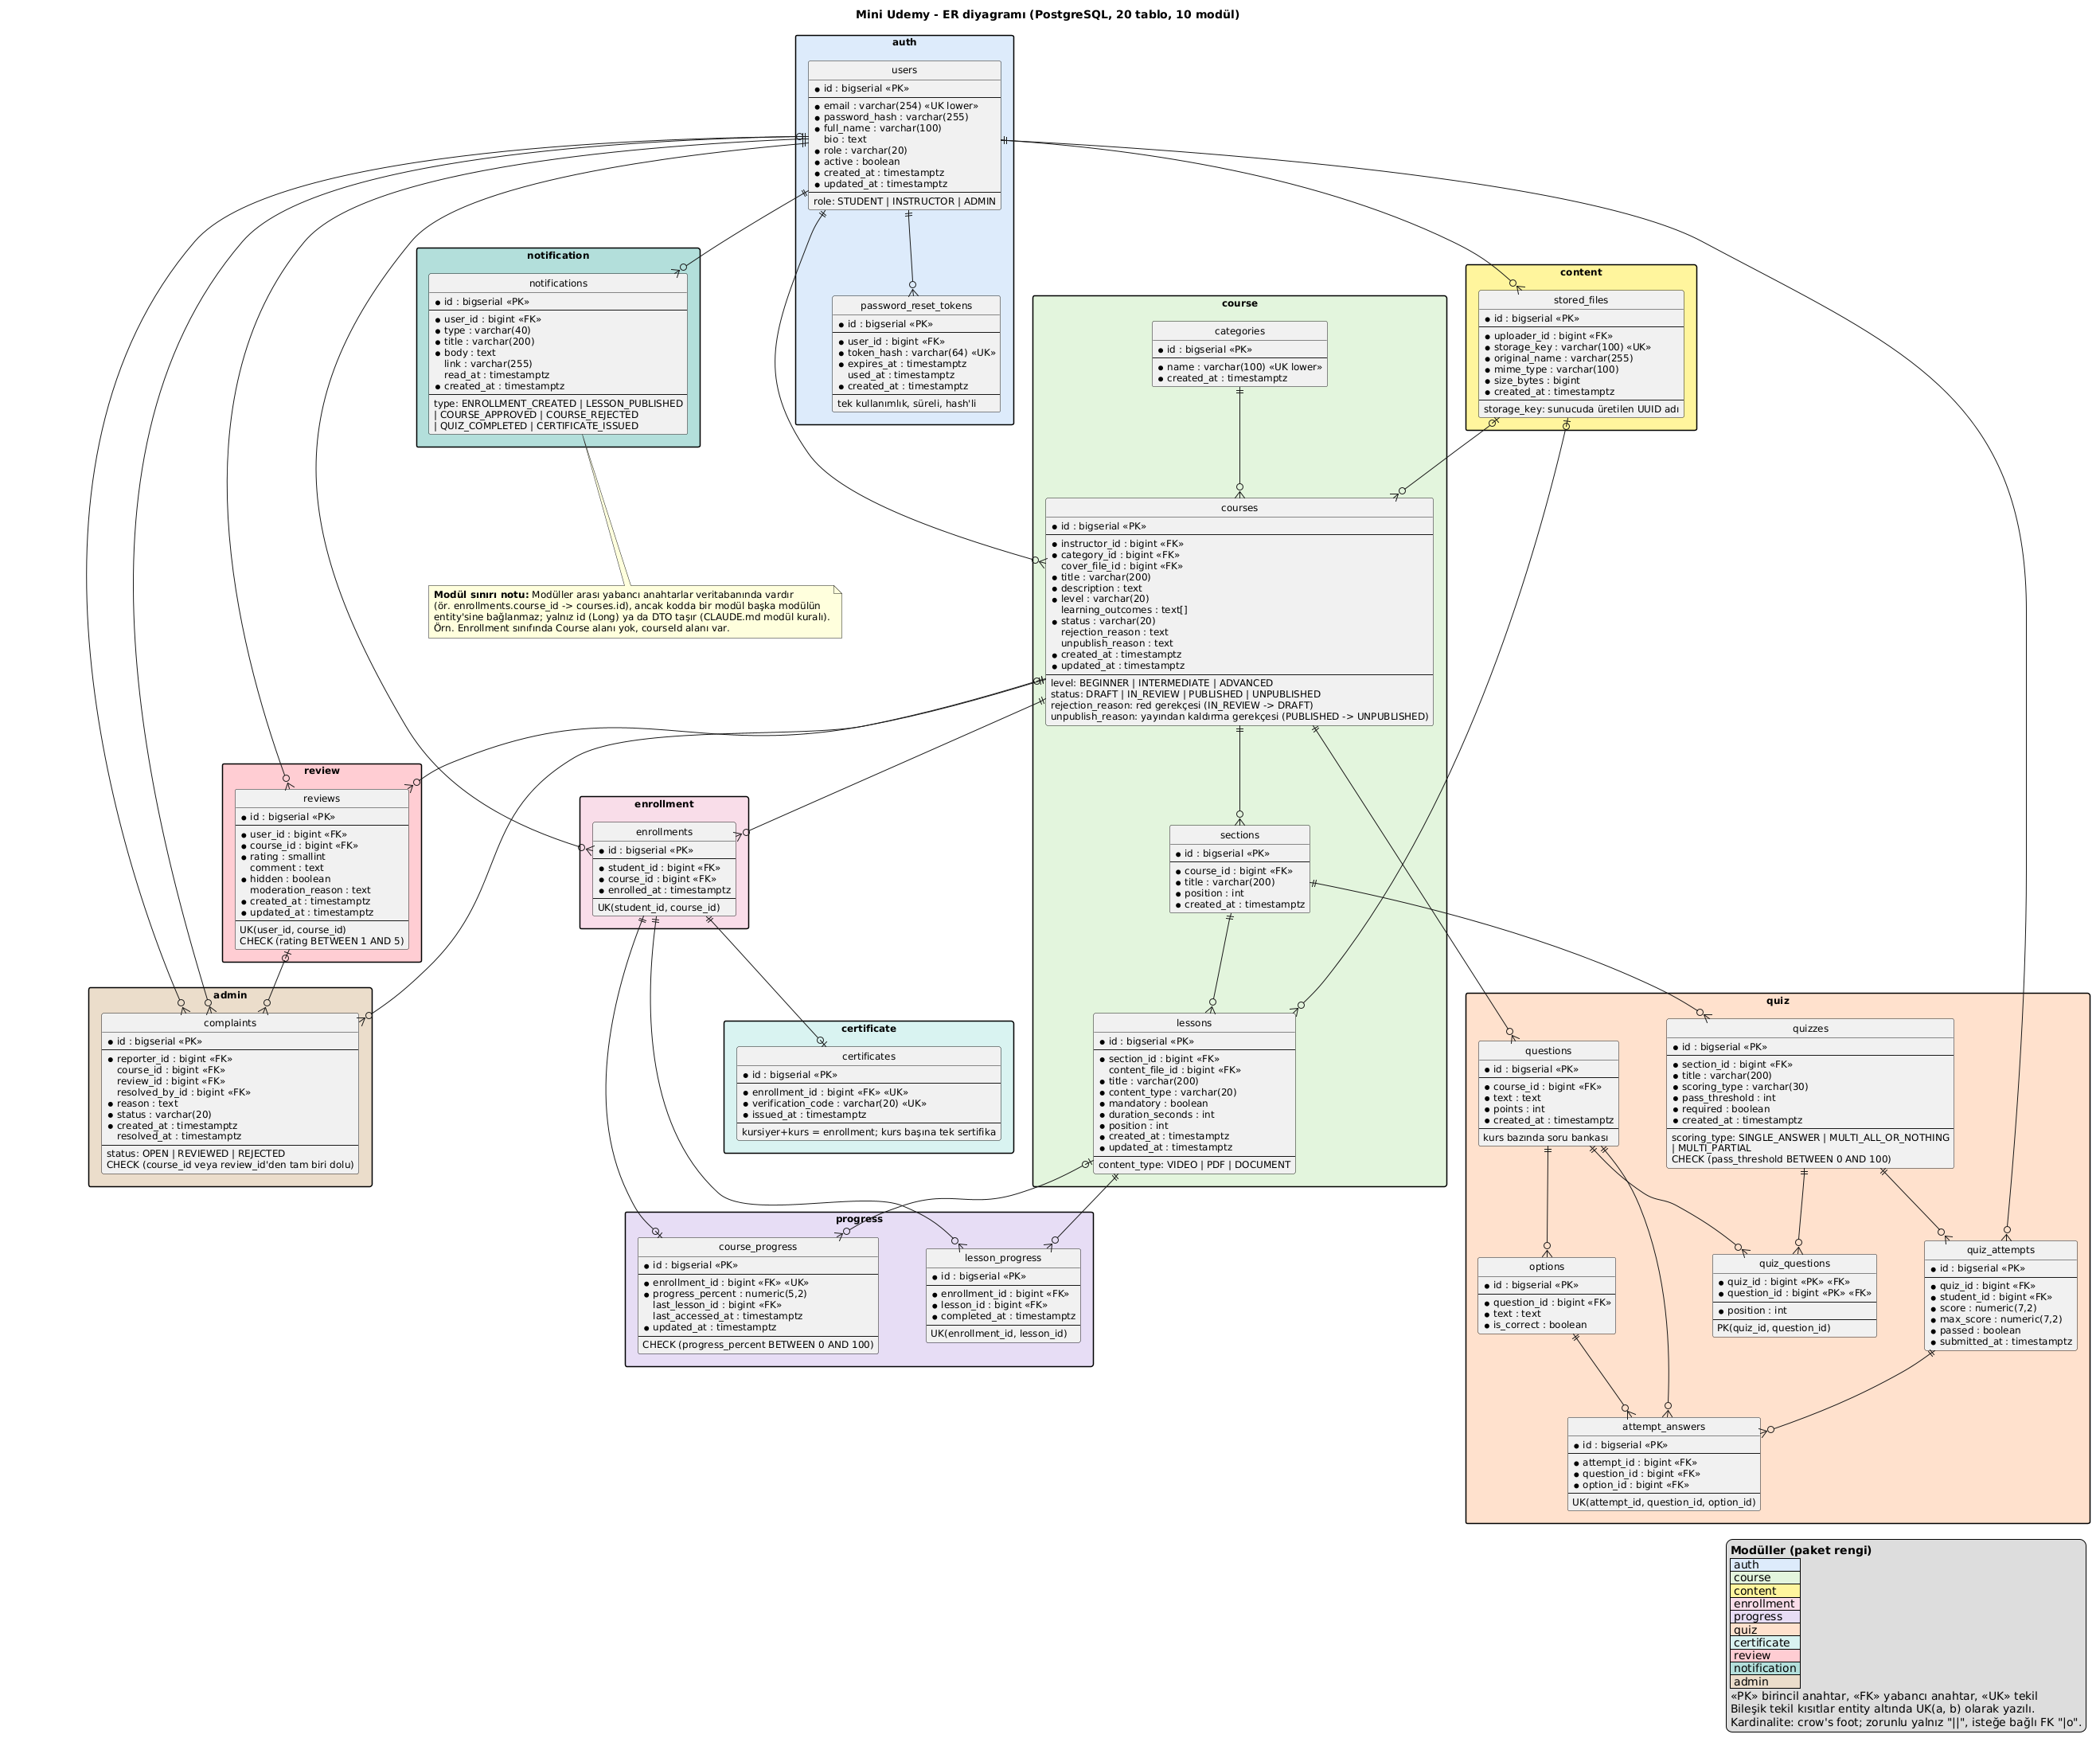 Mini Udemy - ER diyagramı (PostgreSQL, 20 tablo, 10 modül)
auth
users
id : bigserial «PK»
email : varchar(254) «UK lower»
password_hash : varchar(255)
full_name : varchar(100)
bio : text
role : varchar(20)
active : boolean
created_at : timestamptz
updated_at : timestamptz
role: STUDENT | INSTRUCTOR | ADMIN
password_reset_tokens
id : bigserial «PK»
user_id : bigint «FK»
token_hash : varchar(64) «UK»
expires_at : timestamptz
used_at : timestamptz
created_at : timestamptz
tek kullanımlık, süreli, hash'li
notification
notifications
id : bigserial «PK»
user_id : bigint «FK»
type : varchar(40)
title : varchar(200)
body : text
link : varchar(255)
read_at : timestamptz
created_at : timestamptz
type: ENROLLMENT_CREATED | LESSON_PUBLISHED
| COURSE_APPROVED | COURSE_REJECTED
| QUIZ_COMPLETED | CERTIFICATE_ISSUED
content
stored_files
id : bigserial «PK»
uploader_id : bigint «FK»
storage_key : varchar(100) «UK»
original_name : varchar(255)
mime_type : varchar(100)
size_bytes : bigint
created_at : timestamptz
storage_key: sunucuda üretilen UUID adı
course
categories
id : bigserial «PK»
name : varchar(100) «UK lower»
created_at : timestamptz
courses
id : bigserial «PK»
instructor_id : bigint «FK»
category_id : bigint «FK»
cover_file_id : bigint «FK»
title : varchar(200)
description : text
level : varchar(20)
learning_outcomes : text[]
status : varchar(20)
rejection_reason : text
unpublish_reason : text
created_at : timestamptz
updated_at : timestamptz
level: BEGINNER | INTERMEDIATE | ADVANCED
status: DRAFT | IN_REVIEW | PUBLISHED | UNPUBLISHED
rejection_reason: red gerekçesi (IN_REVIEW -> DRAFT)
unpublish_reason: yayından kaldırma gerekçesi (PUBLISHED -> UNPUBLISHED)
Modül sınırı notu: Modüller arası yabancı anahtarlar veritabanında vardır
(ör. enrollments.course_id -> courses.id), ancak kodda bir modül başka modülün
entity'sine bağlanmaz; yalnız id (Long) ya da DTO taşır (CLAUDE.md modül kuralı).
Örn. Enrollment sınıfında Course alanı yok, courseId alanı var.
review
reviews
id : bigserial «PK»
user_id : bigint «FK»
course_id : bigint «FK»
rating : smallint
comment : text
hidden : boolean
moderation_reason : text
created_at : timestamptz
updated_at : timestamptz
UK(user_id, course_id)
CHECK (rating BETWEEN 1 AND 5)
enrollment
enrollments
id : bigserial «PK»
student_id : bigint «FK»
course_id : bigint «FK»
enrolled_at : timestamptz
UK(student_id, course_id)
sections
id : bigserial «PK»
course_id : bigint «FK»
title : varchar(200)
position : int
created_at : timestamptz
admin
complaints
id : bigserial «PK»
reporter_id : bigint «FK»
course_id : bigint «FK»
review_id : bigint «FK»
resolved_by_id : bigint «FK»
reason : text
status : varchar(20)
created_at : timestamptz
resolved_at : timestamptz
status: OPEN | REVIEWED | REJECTED
CHECK (course_id veya review_id'den tam biri dolu)
certificate
certificates
id : bigserial «PK»
enrollment_id : bigint «FK» «UK»
verification_code : varchar(20) «UK»
issued_at : timestamptz
kursiyer+kurs = enrollment; kurs başına tek sertifika
lessons
id : bigserial «PK»
section_id : bigint «FK»
content_file_id : bigint «FK»
title : varchar(200)
content_type : varchar(20)
mandatory : boolean
duration_seconds : int
position : int
created_at : timestamptz
updated_at : timestamptz
content_type: VIDEO | PDF | DOCUMENT
quiz
questions
id : bigserial «PK»
course_id : bigint «FK»
text : text
points : int
created_at : timestamptz
kurs bazında soru bankası
quizzes
id : bigserial «PK»
section_id : bigint «FK»
title : varchar(200)
scoring_type : varchar(30)
pass_threshold : int
required : boolean
created_at : timestamptz
scoring_type: SINGLE_ANSWER | MULTI_ALL_OR_NOTHING
| MULTI_PARTIAL
CHECK (pass_threshold BETWEEN 0 AND 100)
progress
course_progress
id : bigserial «PK»
enrollment_id : bigint «FK» «UK»
progress_percent : numeric(5,2)
last_lesson_id : bigint «FK»
last_accessed_at : timestamptz
updated_at : timestamptz
CHECK (progress_percent BETWEEN 0 AND 100)
lesson_progress
id : bigserial «PK»
enrollment_id : bigint «FK»
lesson_id : bigint «FK»
completed_at : timestamptz
UK(enrollment_id, lesson_id)
options
id : bigserial «PK»
question_id : bigint «FK»
text : text
is_correct : boolean
quiz_questions
quiz_id : bigint «PK» «FK»
question_id : bigint «PK» «FK»
position : int
PK(quiz_id, question_id)
quiz_attempts
id : bigserial «PK»
quiz_id : bigint «FK»
student_id : bigint «FK»
score : numeric(7,2)
max_score : numeric(7,2)
passed : boolean
submitted_at : timestamptz
attempt_answers
id : bigserial «PK»
attempt_id : bigint «FK»
question_id : bigint «FK»
option_id : bigint «FK»
UK(attempt_id, question_id, option_id)
Modüller (paket rengi)
auth
course
content
enrollment
progress
quiz
certificate
review
notification
admin
«PK» birincil anahtar, «FK» yabancı anahtar, «UK» tekil
Bileşik tekil kısıtlar entity altında UK(a, b) olarak yazılı.
Kardinalite: crow's foot; zorunlu yalnız "||", isteğe bağlı FK "|o".